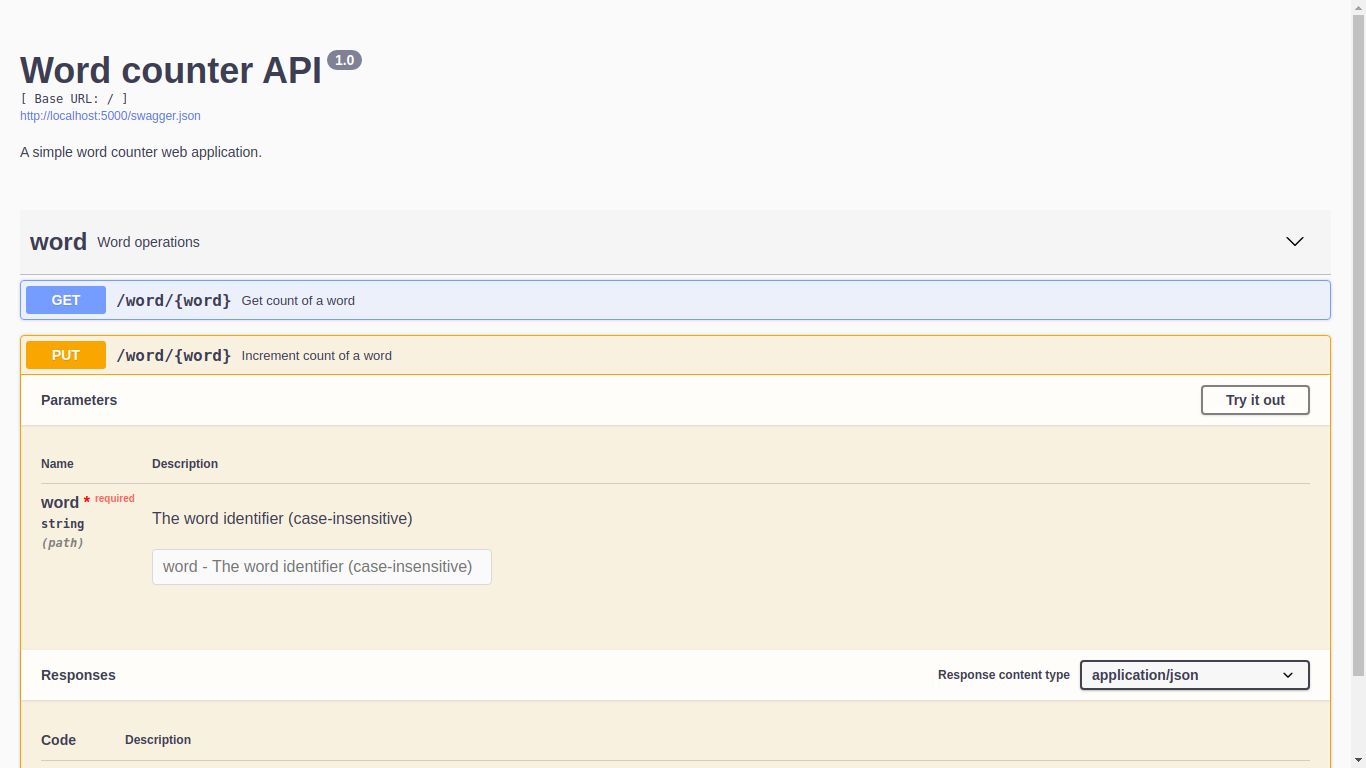 Word counter API 1.0
[ Base URL: / ]
http://localhost:5000/swagger.json
A simple word counter web application.
word Word operations
GET /word/{word} Get count of a word
PUT /word/{word} Increment count of a word
Parameters Try it out
Name Description
word * required
string
(path)
The word identifier (case-insensitive)
word - The word identifier (case-insensitive)
Responses Response content type application/json
Code Description